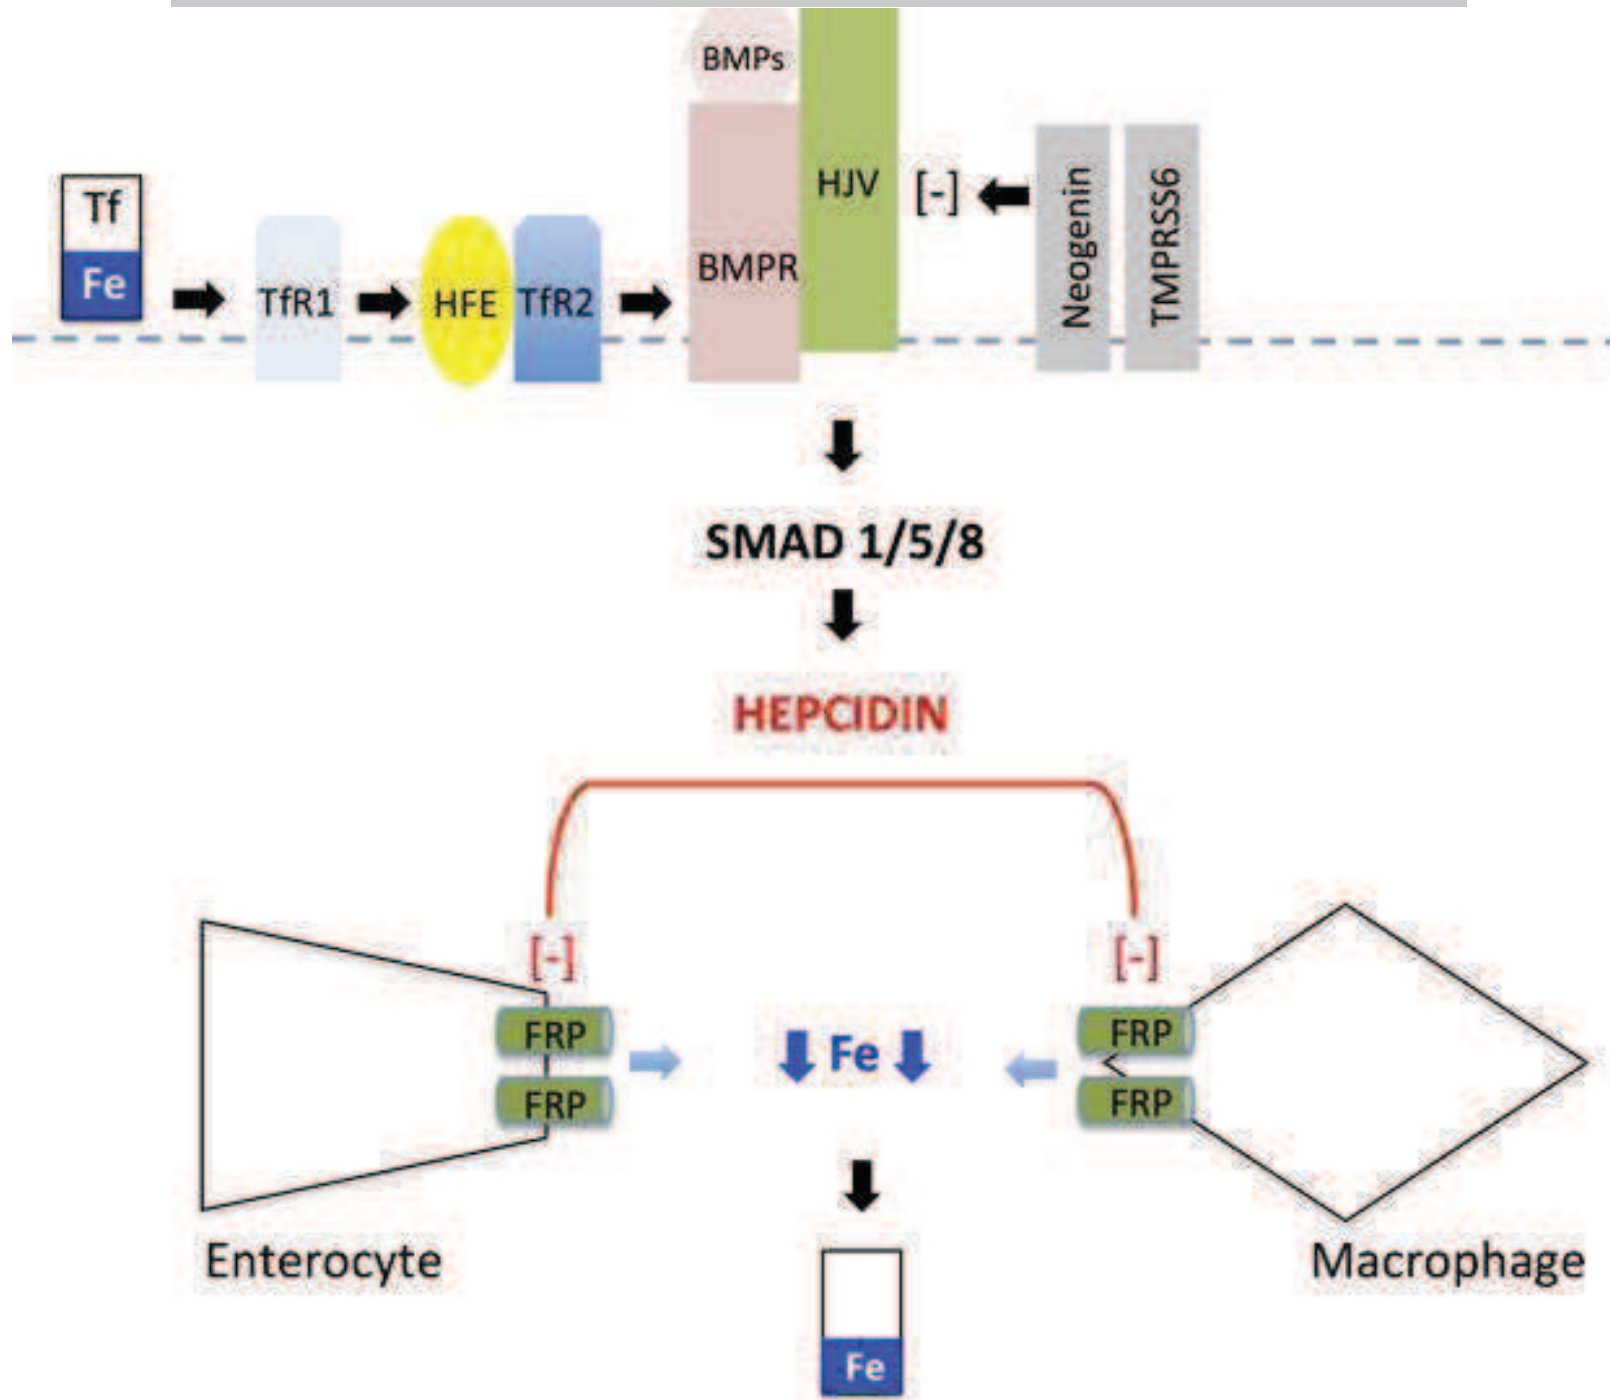 BMPs
HJV
[-]
Neogenin
TMPRSS6
Tf
Fe
TfR1
HFE
TfR2
BMPR
SMAD 1/5/8
HEPCIDIN
[-]
[-]
FRP
FRP
Fe
FRP
FRP
Enterocyte
Macrophage
Fe